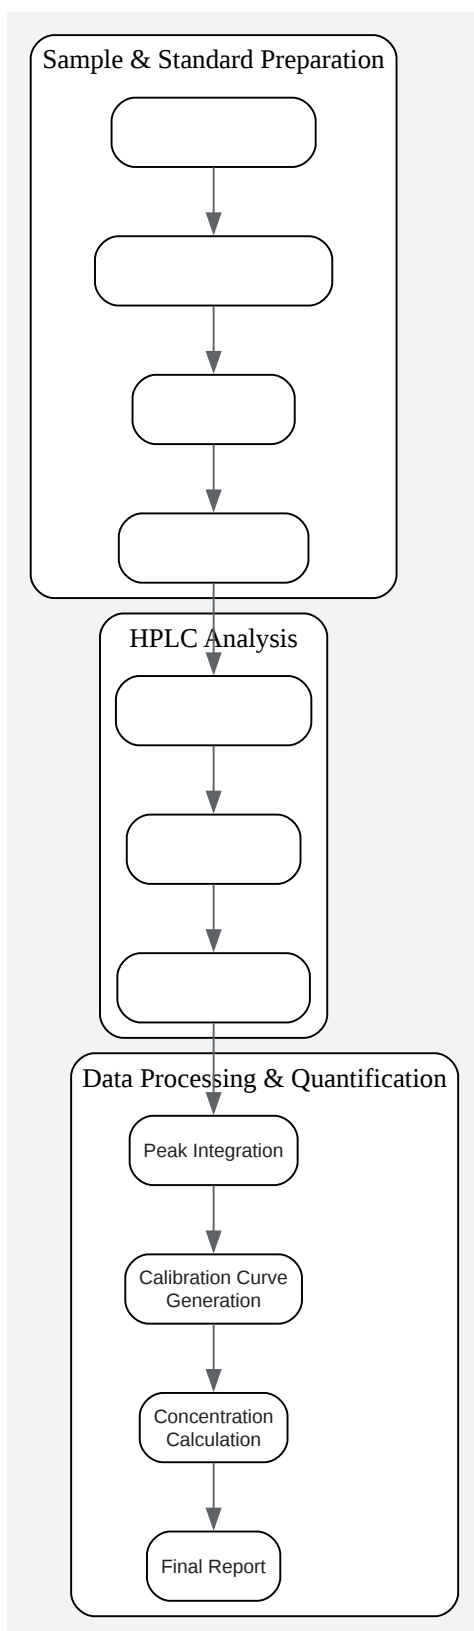 Sample & Standard Preparation
HPLC Analysis
Data Processing & Quantification
Peak Integration
Calibration Curve
Generation
Concentration
Calculation
Final Report